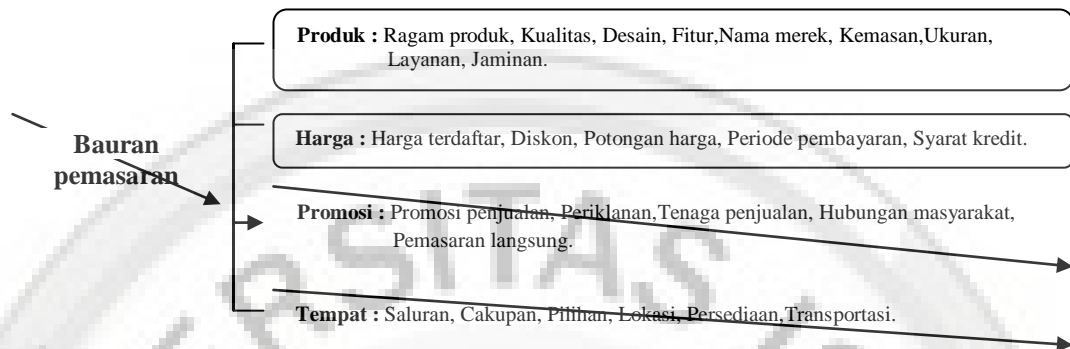 Produk : Ragam produk, Kualitas, Desain, Fitur,Nama merek, Kemasan,Ukuran,
Layanan, Jaminan.
Bauran
pemasaran
Harga : Harga terdaftar, Diskon, Potongan harga, Periode pembayaran, Syarat kredit.
Promosi : Promosi penjualan, Periklanan,Tenaga penjualan, Hubungan masyarakat,
Pemasaran langsung.
Tempat : Saluran, Cakupan, Pilihan, Lokasi, Persediaan,Transportasi.
ERSITAS